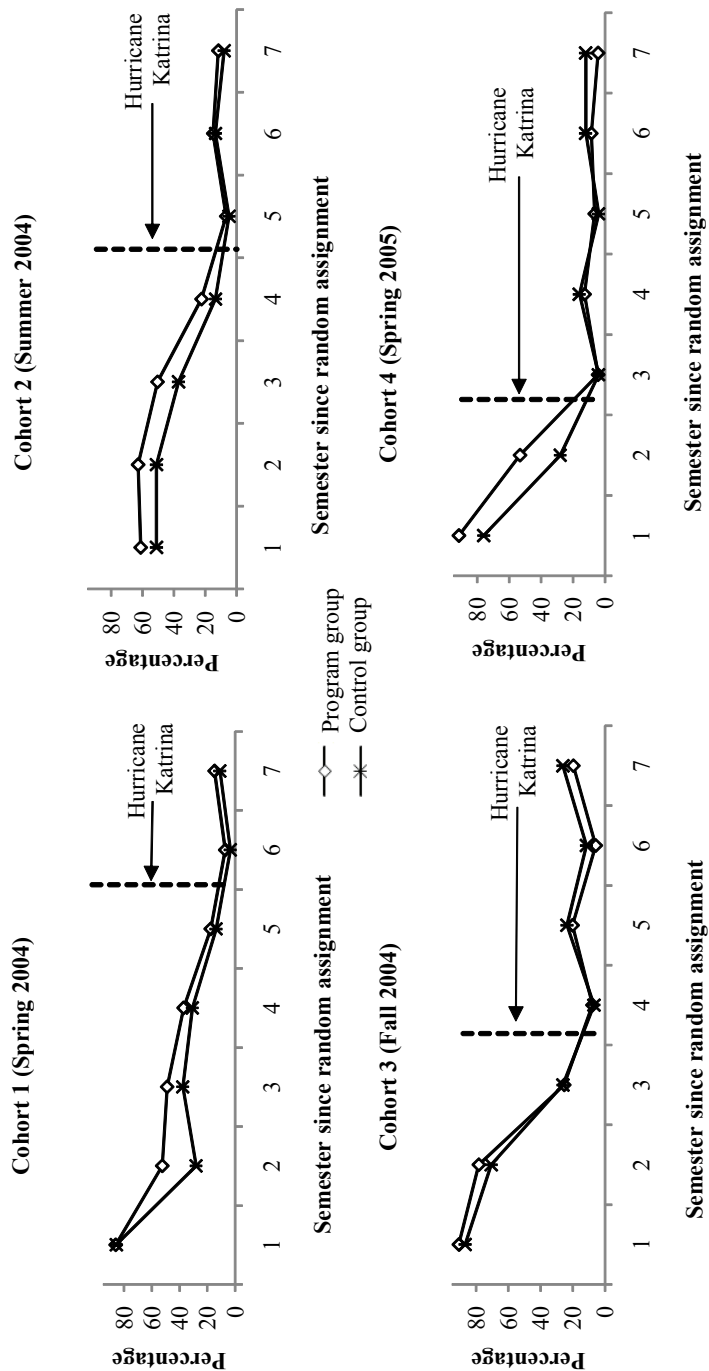 Cohort 1 (Spring 2004)
Percentage
80
60
40
20
0
Hurricane
Katrina
1 2 3 4 5 6 7
Semester since random assignment
Cohort 2 (Summer 2004)
Percentage
80
60
40
20
0
Hurricane
Katrina
1 2 3 4 5 6 7
Semester since random assignment
Program group
Control group
Cohort 3 (Fall 2004)
Percentage
80
60
40
20
0
Hurricane
Katrina
1 2 3 4 5 6 7
Semester since random assignment
Cohort 4 (Spring 2005)
Percentage
80
60
40
20
0
Hurricane
Katrina
1 2 3 4 5 6 7
Semester since random assignment